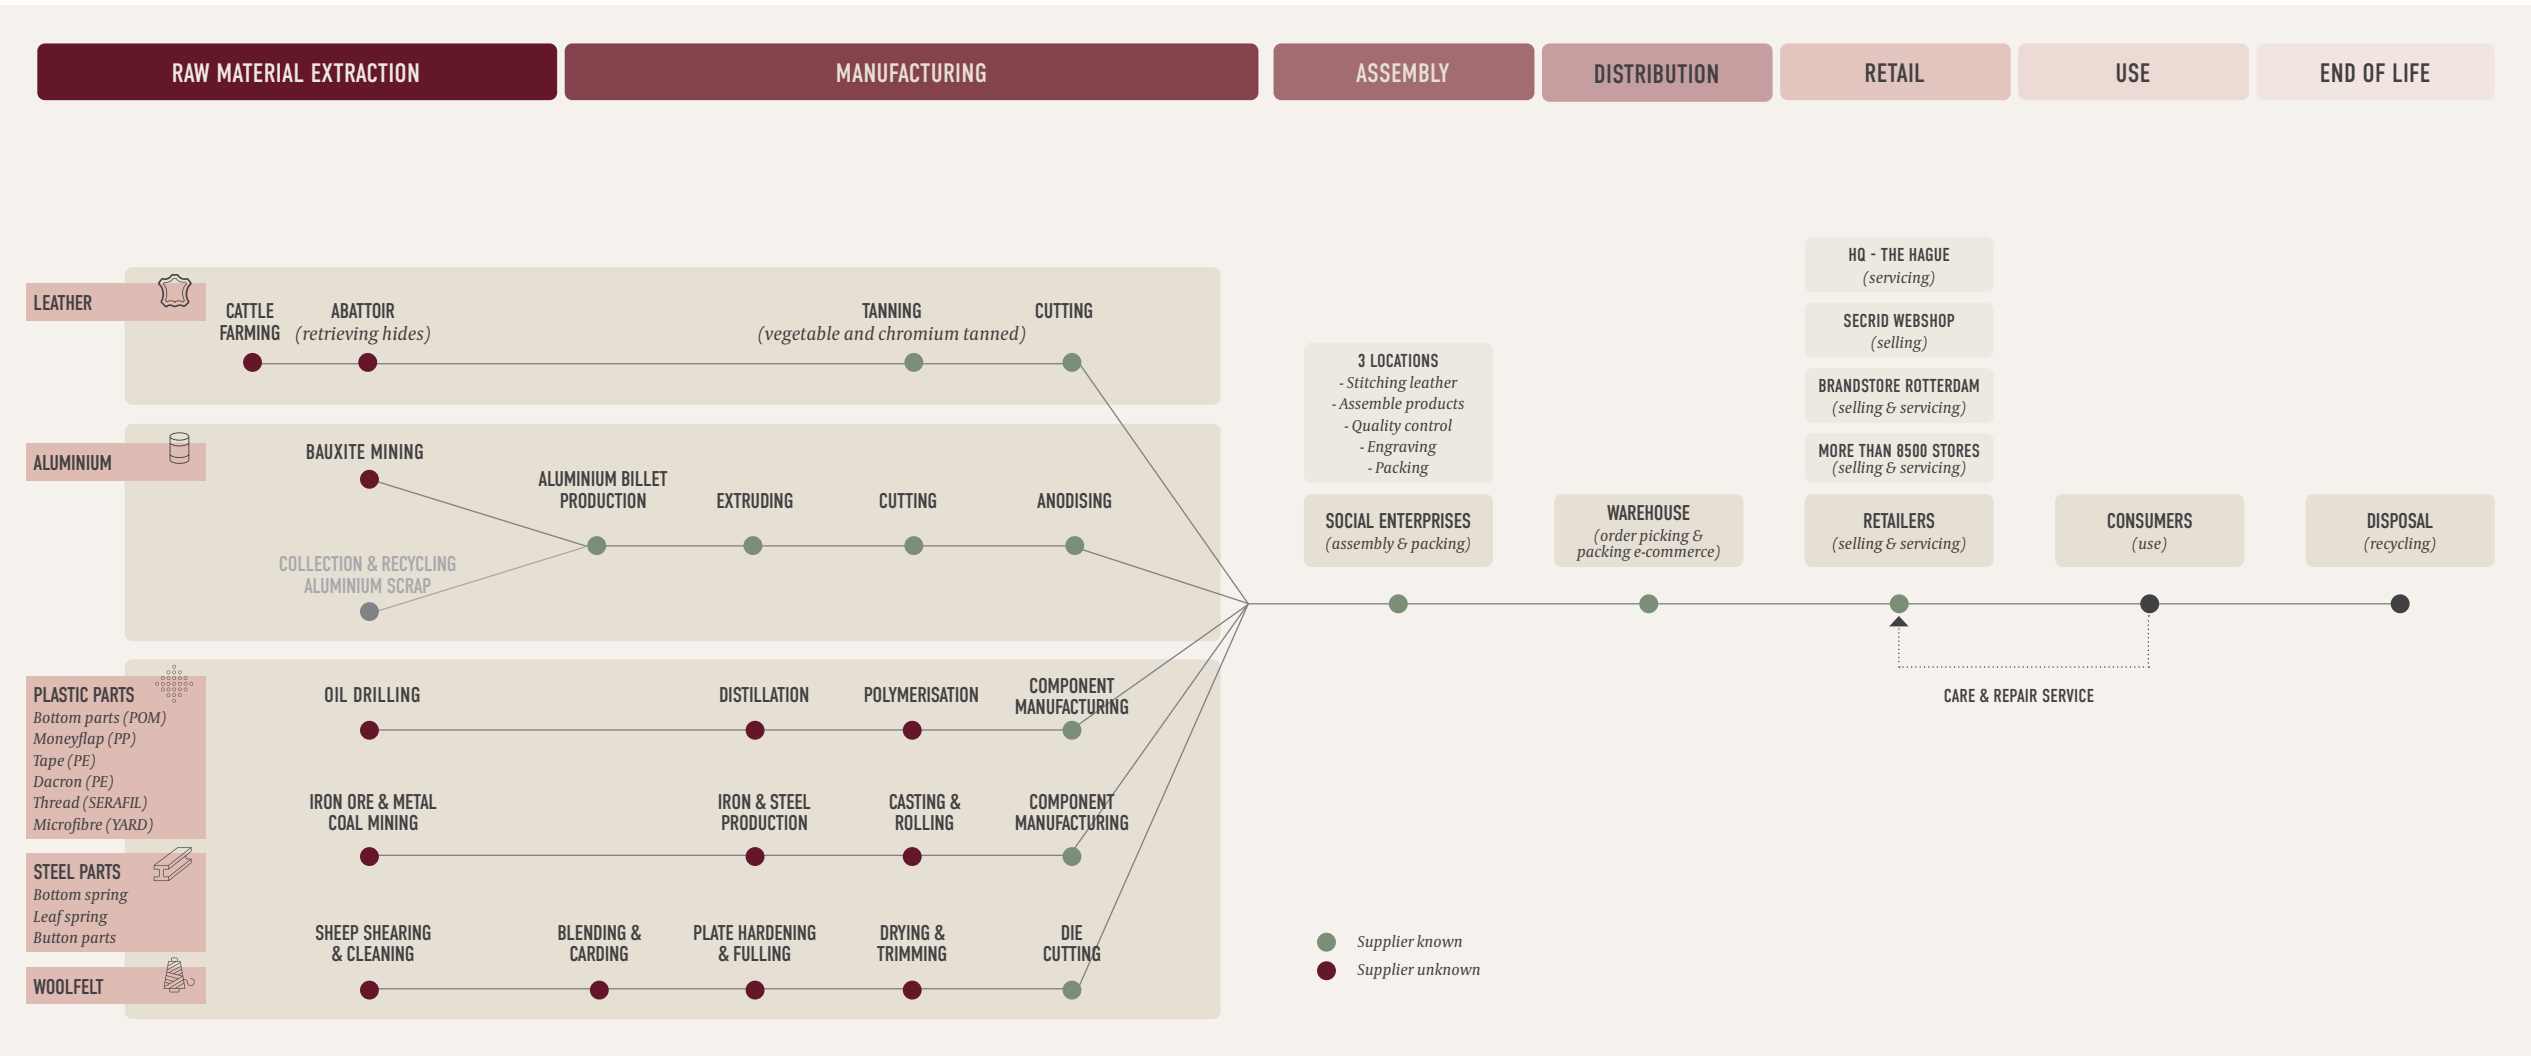 RAW MATERIAL EXTRACTION
MANUFACTURING
ASSEMBLY
DISTRIBUTION
RETAIL
USE
END OF LIFE
LEATHER
CATTLE
FARMING
ABATTOIR
(retrieving hides)
TANNING
(vegetable and chromium tanned)
CUTTING
ALUMINIUM
BAUXITE MINING
COLLECTION & RECYCLING
ALUMINIUM SCRAP
ALUMINIUM BILLET
PRODUCTION
EXTRUDING
CUTTING
ANODISING
PLASTIC PARTS
Bottom parts (POM)
Moneyflap (PP)
Tape (PE)
Dacron (PE)
Thread (SERAFIL)
Microfibre (YARD)
OIL DRILLING
DISTILLATION
POLYMERISATION
COMPONENT
MANUFACTURING
STEEL PARTS
Bottom spring
Leaf spring
Button parts
IRON ORE & METAL
COAL MINING
IRON & STEEL
PRODUCTION
CASTING &
ROLLING
COMPONENT
MANUFACTURING
WOOLFELT
SHEEP SHEARING
& CLEANING
BLENDING &
CARDING
PLATE HARDENING
& FULLING
DRYING &
TRIMMING
DIE
CUTTING
3 LOCATIONS
- Stitching leather
- Assemble products
- Quality control
- Engraving
- Packing
SOCIAL ENTERPRISES
(assembly & packing)
WAREHOUSE
(order picking &
packing e-commerce)
HQ - THE HAGUE
(servicing)
SECRID WEBSHOP
(selling)
BRANDSTORE ROTTERDAM
(selling & servicing)
MORE THAN 8500 STORES
(selling & servicing)
RETAILERS
(selling & servicing)
CONSUMERS
(use)
DISPOSAL
(recycling)
CARE & REPAIR SERVICE
Supplier known
Supplier unknown